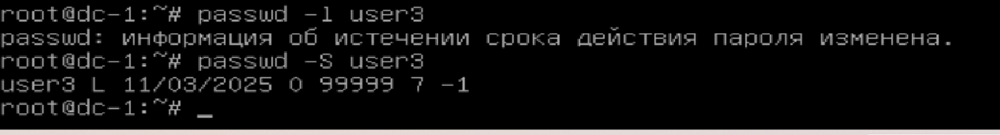 root@dc-1:~# passwd -l user3
passwd: информация об истечении срока действия пароля изменена.
root@dc-1:~# passwd -S user3
user3 L 11/03/2025 0 99999 7 -1
root@dc-1:~# _